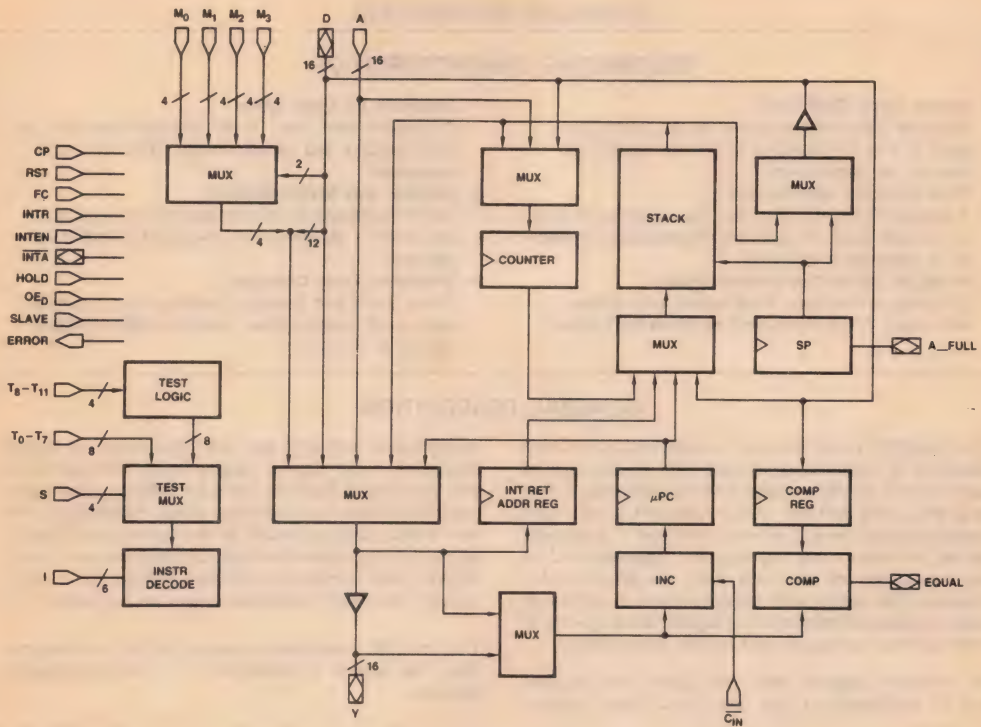 M0 M1 M2 M3 D A
16 16
4 4 4 4
CP
RST
FC
INTR
INTEN
INTA
HOLD
OED
SLAVE
ERROR
MUX
2
4 12
MUX
COUNTER
STACK
MUX
MUX
SP
A__FULL
T8–T11
4
TEST
LOGIC
T0–T7
8
8
S
4
TEST
MUX
I
6
INSTR
DECODE
MUX
INT RET
ADDR REG
μPC
COMP
REG
INC
COMP
EQUAL
MUX
16
Y
CIN